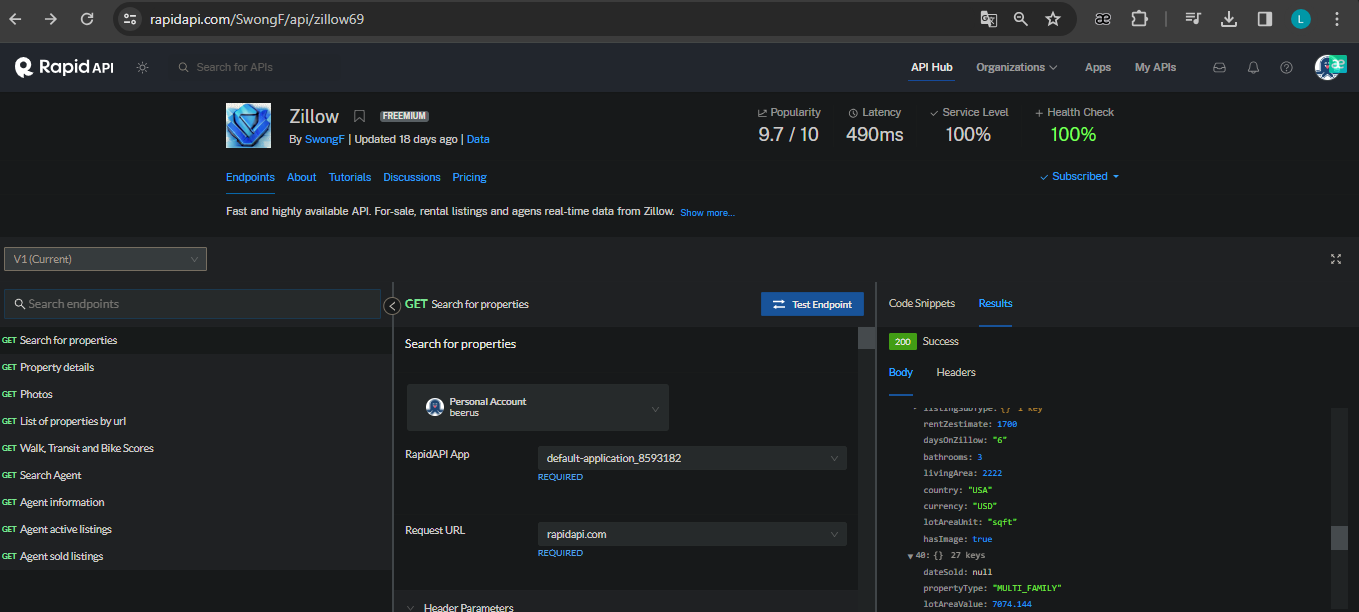 rapidapi.com/SwongF/api/zillow69
L
Rapid API
Search for APIs
API Hub
Organizations
Apps
My APIs
æ
Zillow
FREEMIUM
By SwongF | Updated 18 days ago | Data
Popularity
9.7 / 10
Latency
490ms
Service Level
100%
Health Check
100%
Endpoints
About
Tutorials
Discussions
Pricing
Subscribed
Fast and highly available API. For-sale, rental listings and agens real-time data from Zillow. Show more...
V1 (Current)
Search endpoints
GET Search for properties
GET Property details
GET Photos
GET List of properties by url
GET Walk, Transit and Bike Scores
GET Search Agent
GET Agent information
GET Agent active listings
GET Agent sold listings
GET Search for properties
Test Endpoint
Search for properties
Personal Account
beerus
RapidAPI App
default-application_8593182
REQUIRED
Request URL
rapidapi.com
REQUIRED
Header Parameters
Code Snippets
Results
200 Success
Body
Headers
listingSubType: {} 1 key
rentZestimate: 1700
daysOnZillow: "6"
bathrooms: 3
livingArea: 2222
country: "USA"
currency: "USD"
lotAreaUnit: "sqft"
hasImage: true
40: {} 27 keys
dateSold: null
propertyType: "MULTI_FAMILY"
lotAreaValue: 7074.144